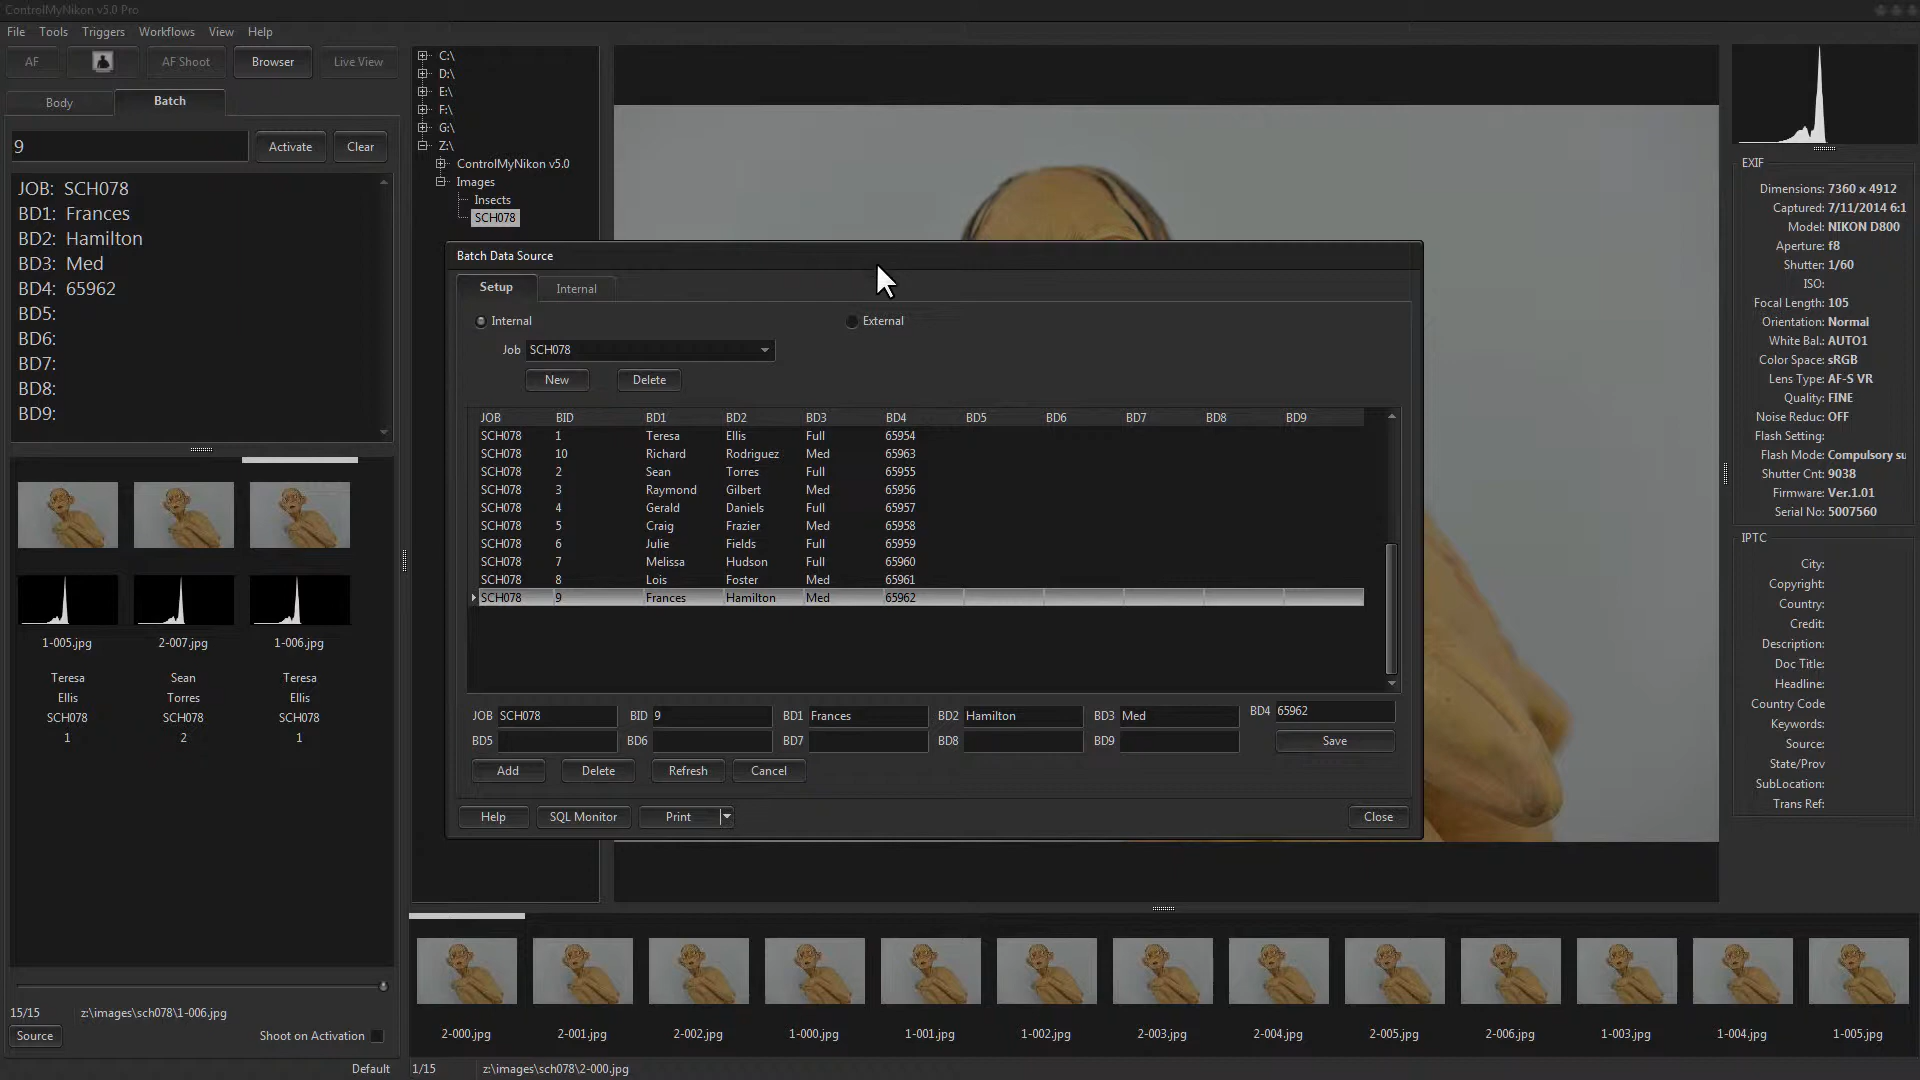 ControlMyNikon v5.0 Pro
File Tools Triggers Workflows View Help
AF AF Shoot Browser Live View
Body Batch
9 Activate Clear
JOB: SCH078
BD1: Frances
BD2: Hamilton
BD3: Med
BD4: 65962
BD5:
BD6:
BD7:
BD8:
BD9:
1-005.jpg 2-007.jpg 1-006.jpg
Teresa Sean Teresa
Ellis Torres Ellis
SCH078 SCH078 SCH078
1 2 1
15/15 z:\images\sch078\1-006.jpg
Source Shoot on Activation
Default
C:\
D:\
E:\
F:\
G:\
Z:\
ControlMyNikon v5.0
Images
Insects
SCH078
Batch Data Source
Setup Internal
Internal External
Job SCH078
New Delete
JOB BID BD1 BD2 BD3 BD4 BD5 BD6 BD7 BD8 BD9
SCH078 1 Teresa Ellis Full 65954
SCH078 10 Richard Rodriguez Med 65963
SCH078 2 Sean Torres Full 65955
SCH078 3 Raymond Gilbert Med 65956
SCH078 4 Gerald Daniels Full 65957
SCH078 5 Craig Frazier Med 65958
SCH078 6 Julie Fields Full 65959
SCH078 7 Melissa Hudson Full 65960
SCH078 8 Lois Foster Med 65961
SCH078 9 Frances Hamilton Med 65962
JOB SCH078 BID 9 BD1 Frances BD2 Hamilton BD3 Med BD4 65962
BD5 BD6 BD7 BD8 BD9 Save
Add Delete Refresh Cancel
Help SQL Monitor Print Close
EXIF
Dimensions: 7360 x 4912
Captured: 7/11/2014 6:1
Model: NIKON D800
Aperture: f8
Shutter: 1/60
ISO:
Focal Length: 105
Orientation: Normal
White Bal.: AUTO1
Color Space: sRGB
Lens Type: AF-S VR
Quality: FINE
Noise Reduc: OFF
Flash Setting:
Flash Mode: Compulsory su
Shutter Cnt: 9038
Firmware: Ver.1.01
Serial No: 5007560
IPTC
City:
Copyright:
Country:
Credit:
Description:
Doc Title:
Headline:
Country Code
Keywords:
Source:
State/Prov
SubLocation:
Trans Ref:
2-000.jpg 2-001.jpg 2-002.jpg 1-000.jpg 1-001.jpg 1-002.jpg 2-003.jpg 2-004.jpg 2-005.jpg 2-006.jpg 1-003.jpg 1-004.jpg 1-005.jpg
1/15 z:\images\sch078\2-000.jpg